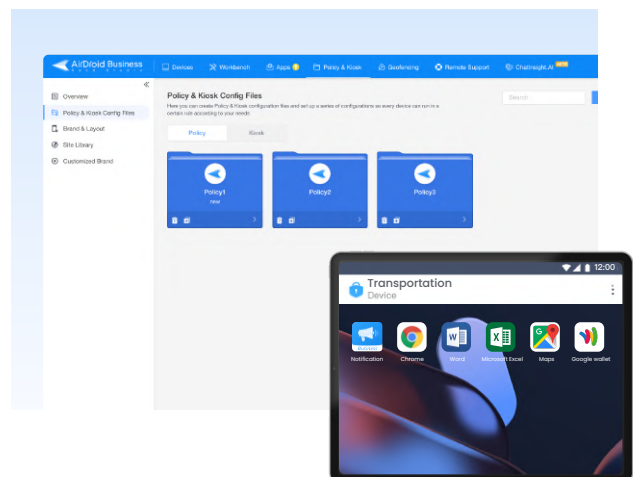 AirDroid Business
Devices
Workbench
Apps
Policy & Kiosk
Geofencing
Remote Support
ChatInsight.AI
Overview
Policy & Kiosk Config Files
Brand & Layout
Site Library
Customized Brand
Policy & Kiosk Config Files
Here you can create Policy & Kiosk configuration files and set up a series of configurations so every device can run in a
certain rule according to your needs
Search
Policy
Kiosk
Policy1
new
Policy2
Policy3
12:00
Transportation
Device
Business
Notification
Chrome
Word
Microsoft Excel
Maps
Google wallet